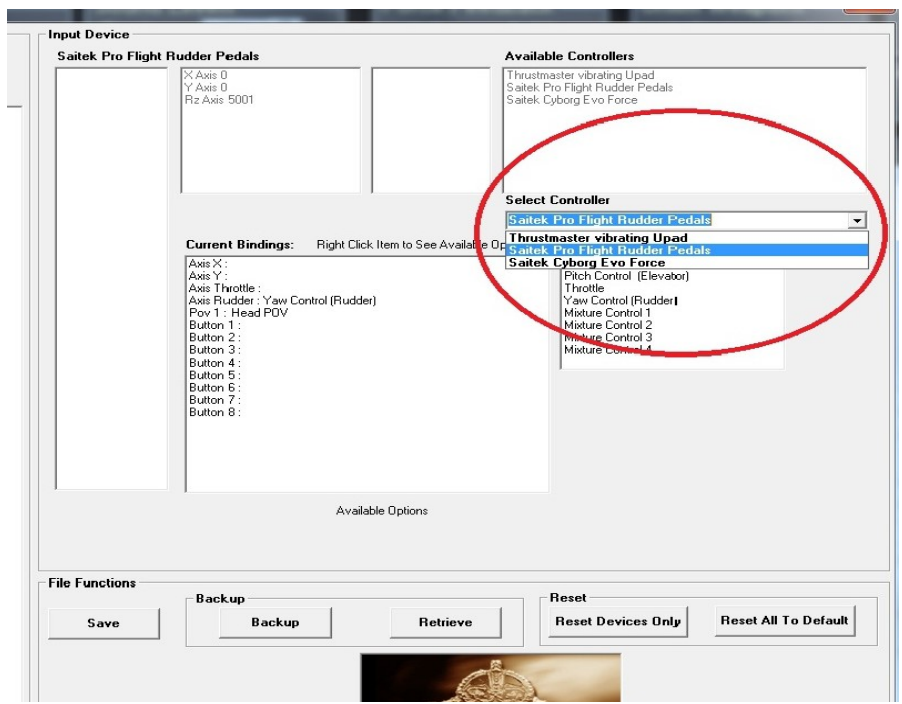 Input Device
Saitek Pro Flight Rudder Pedals
X Axis 0
Y Axis 0
Rz Axis 5001
Available Controllers
Thrustmaster vibrating Upad
Saitek Pro Flight Rudder Pedals
Saitek Cyborg Evo Force
Select Controller
Saitek Pro Flight Rudder Pedals
Thrustmaster vibrating Upad
Saitek Pro Flight Rudder Pedals
Saitek Cyborg Evo Force
Current Bindings: Right Click Item to See Available Op
Axis X :
Axis Y :
Axis Throttle :
Axis Rudder : Yaw Control (Rudder)
Pov 1 : Head POV
Button 1 :
Button 2 :
Button 3 :
Button 4 :
Button 5 :
Button 6 :
Button 7 :
Button 8 :
Pitch Control (Elevator)
Throttle
Yaw Control (Rudder)
Mixture Control 1
Mixture Control 2
Mixture Control 3
Mixture Control 4
Available Options
File Functions
Save
Backup
Backup
Retrieve
Reset
Reset Devices Only
Reset All To Default